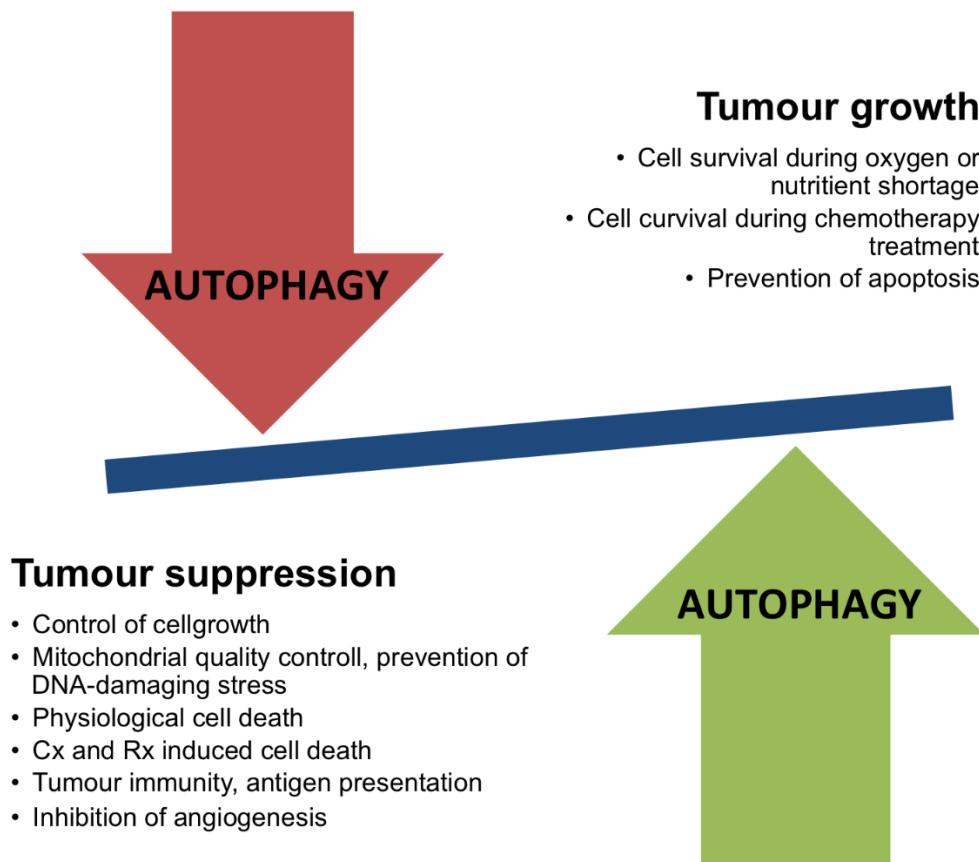 Tumour growth
• Cell survival during oxygen or
nutritient shortage
• Cell curvival during chemotherapy
treatment
• Prevention of apoptosis
AUTOPHAGY
Tumour suppression
• Control of cellgrowth
• Mitochondrial quality controll, prevention of
DNA-damaging stress
• Physiological cell death
• Cx and Rx induced cell death
• Tumour immunity, antigen presentation
• Inhibition of angiogenesis
AUTOPHAGY